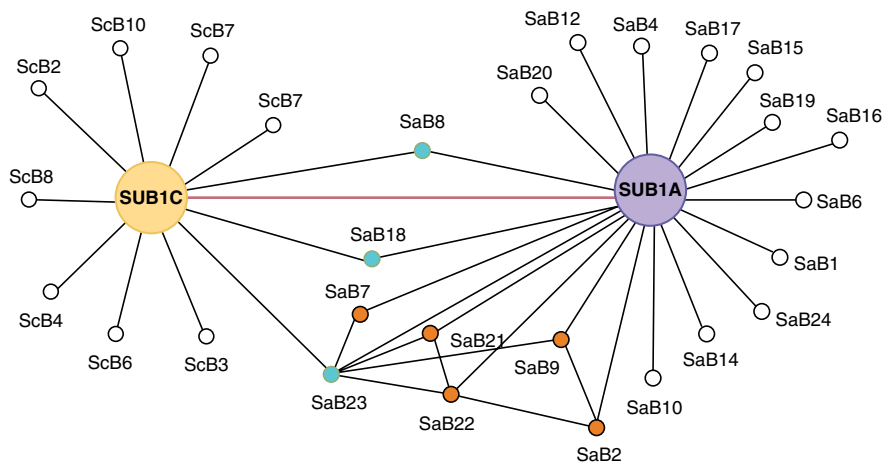 SaB12
SaB4
SaB17
ScB10
ScB7
SaB15
ScB2
SaB20
ScB7
SaB19
SaB16
SaB8
ScB8
SUB1C
SUB1A
SaB6
SaB18
SaB1
SaB7
ScB4
SaB24
SaB21
ScB6
ScB3
SaB9
SaB14
SaB23
SaB10
SaB22
SaB2